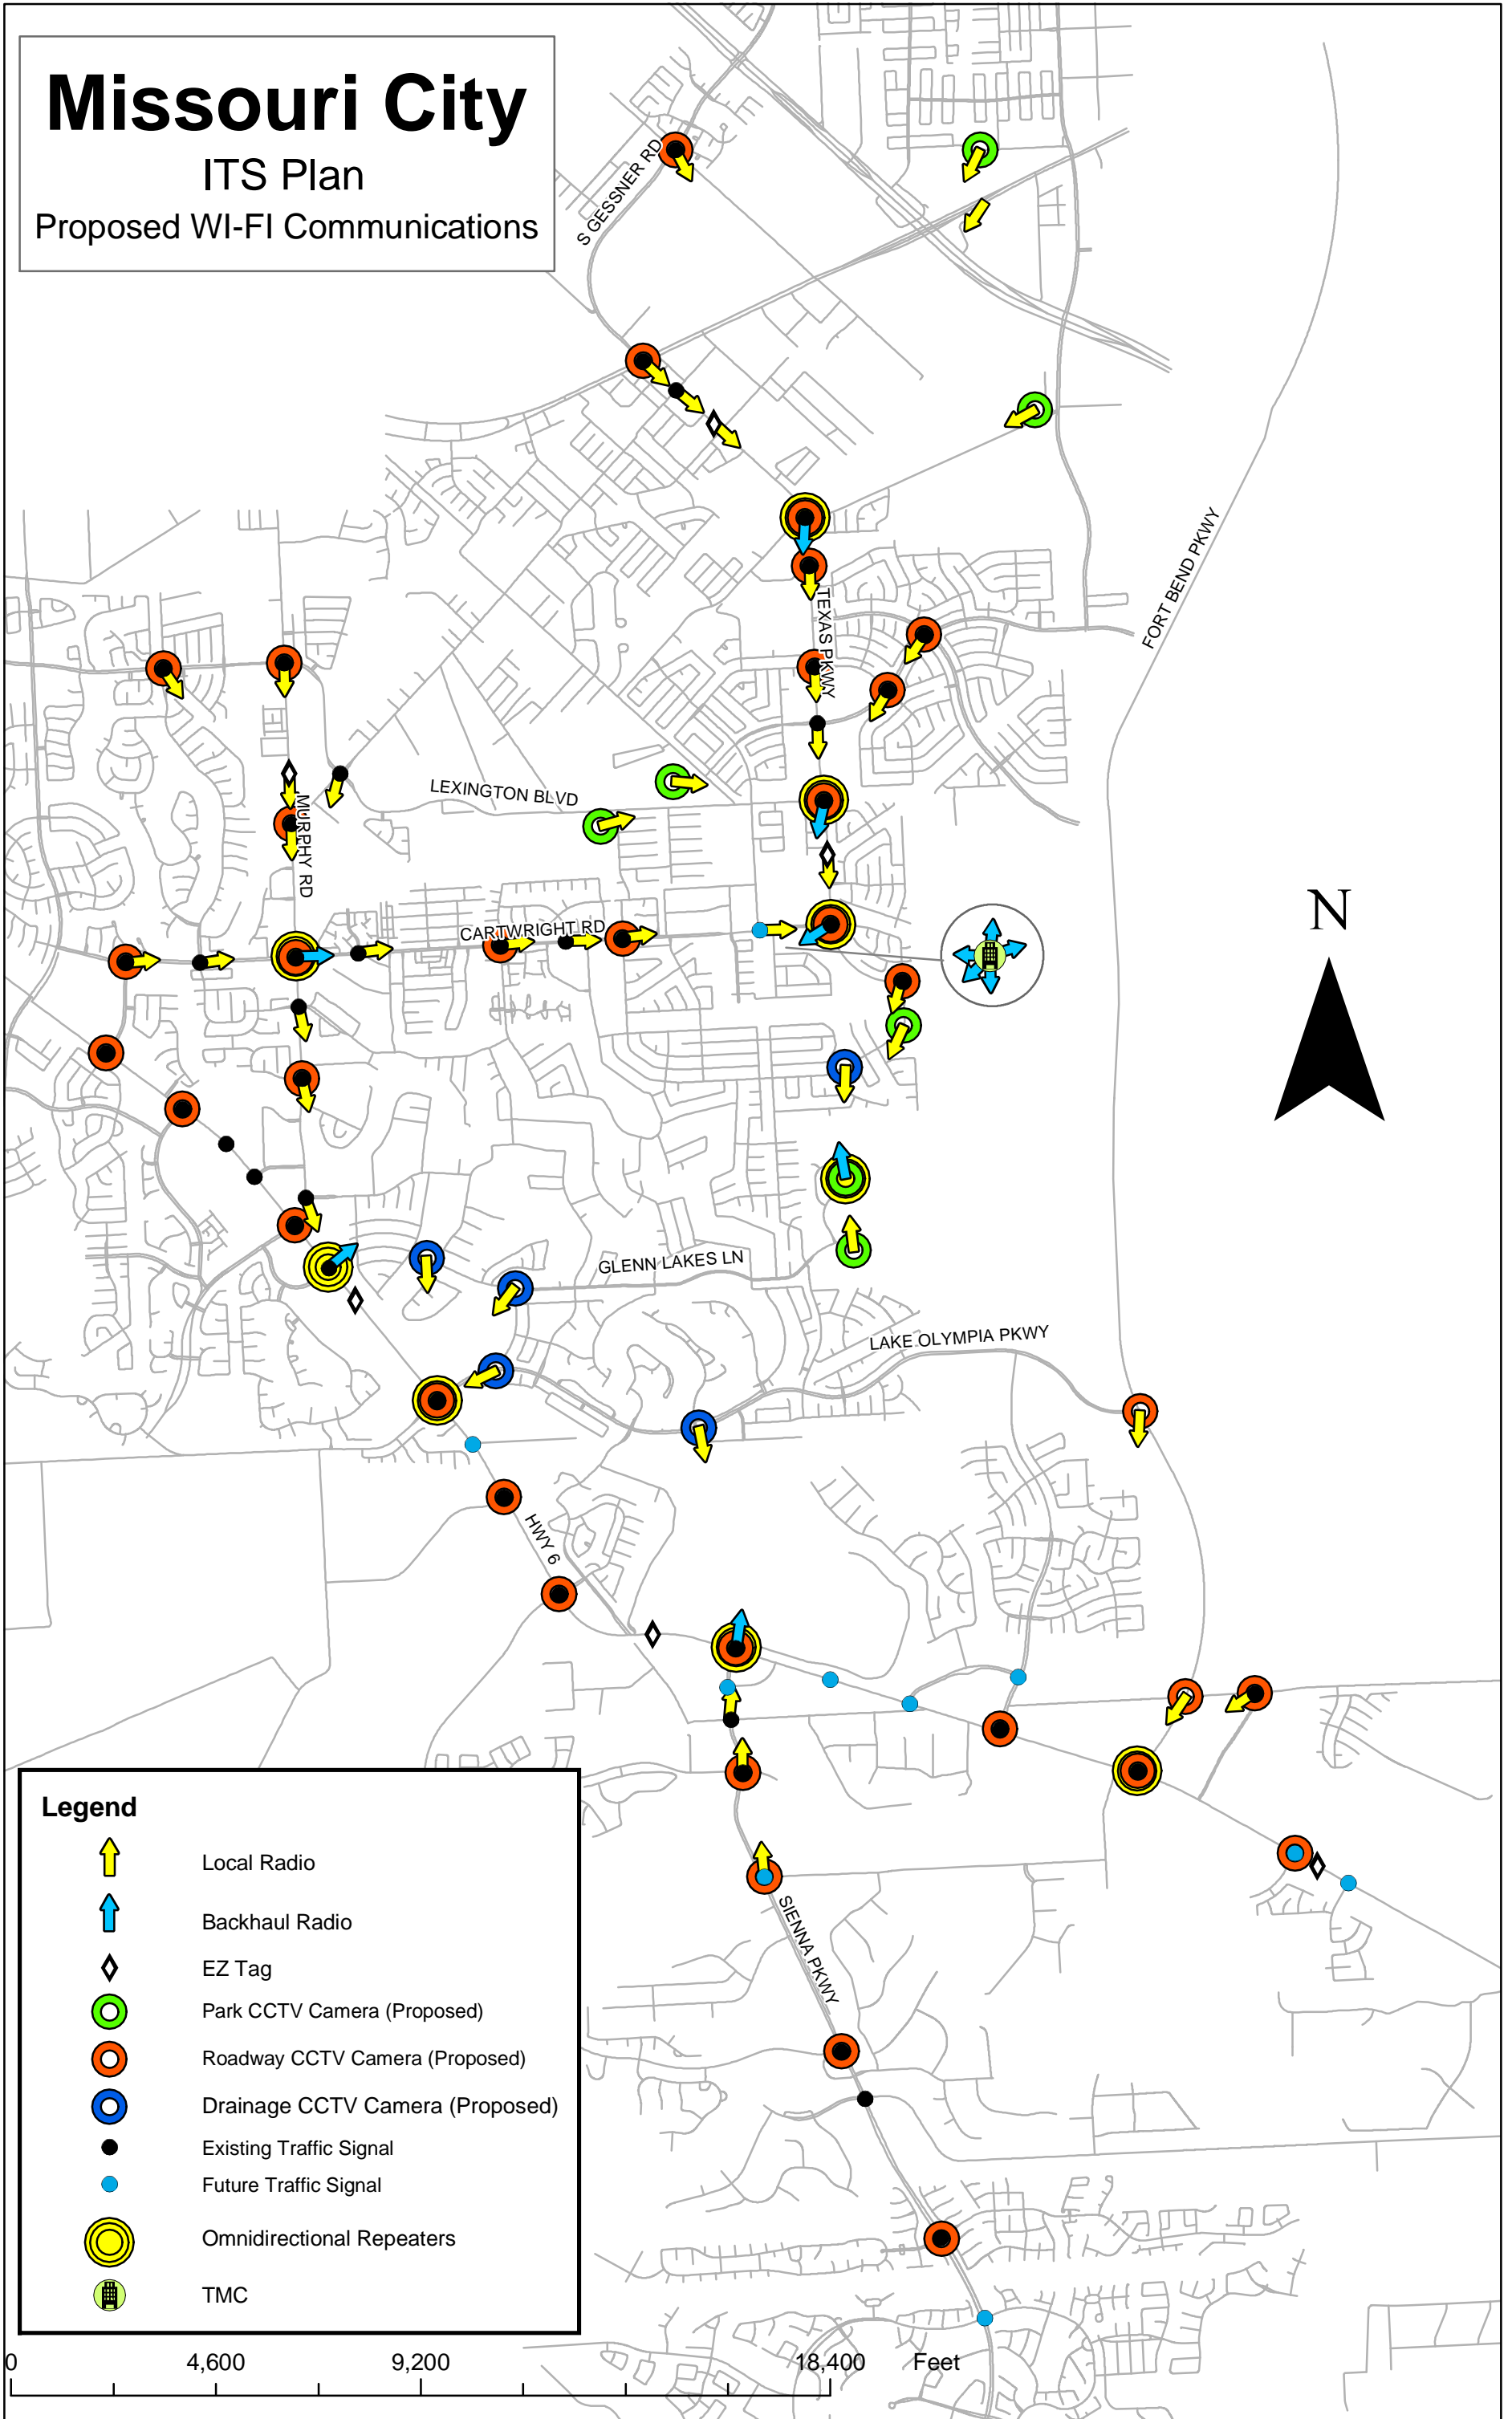 Missouri City
ITS Plan
Proposed WI-FI Communications
S GESSNER RD
FORT BEND PKWY
TEXAS PKWY
LEXINGTON BLVD
MURPHY RD
CARTWRIGHT RD
N
GLENN LAKES LN
LAKE OLYMPIA PKWY
HWY 6
SIENNA PKWY
Legend
Local Radio
Backhaul Radio
EZ Tag
Park CCTV Camera (Proposed)
Roadway CCTV Camera (Proposed)
Drainage CCTV Camera (Proposed)
Existing Traffic Signal
Future Traffic Signal
Omnidirectional Repeaters
TMC
0 4,600 9,200 18,400 Feet